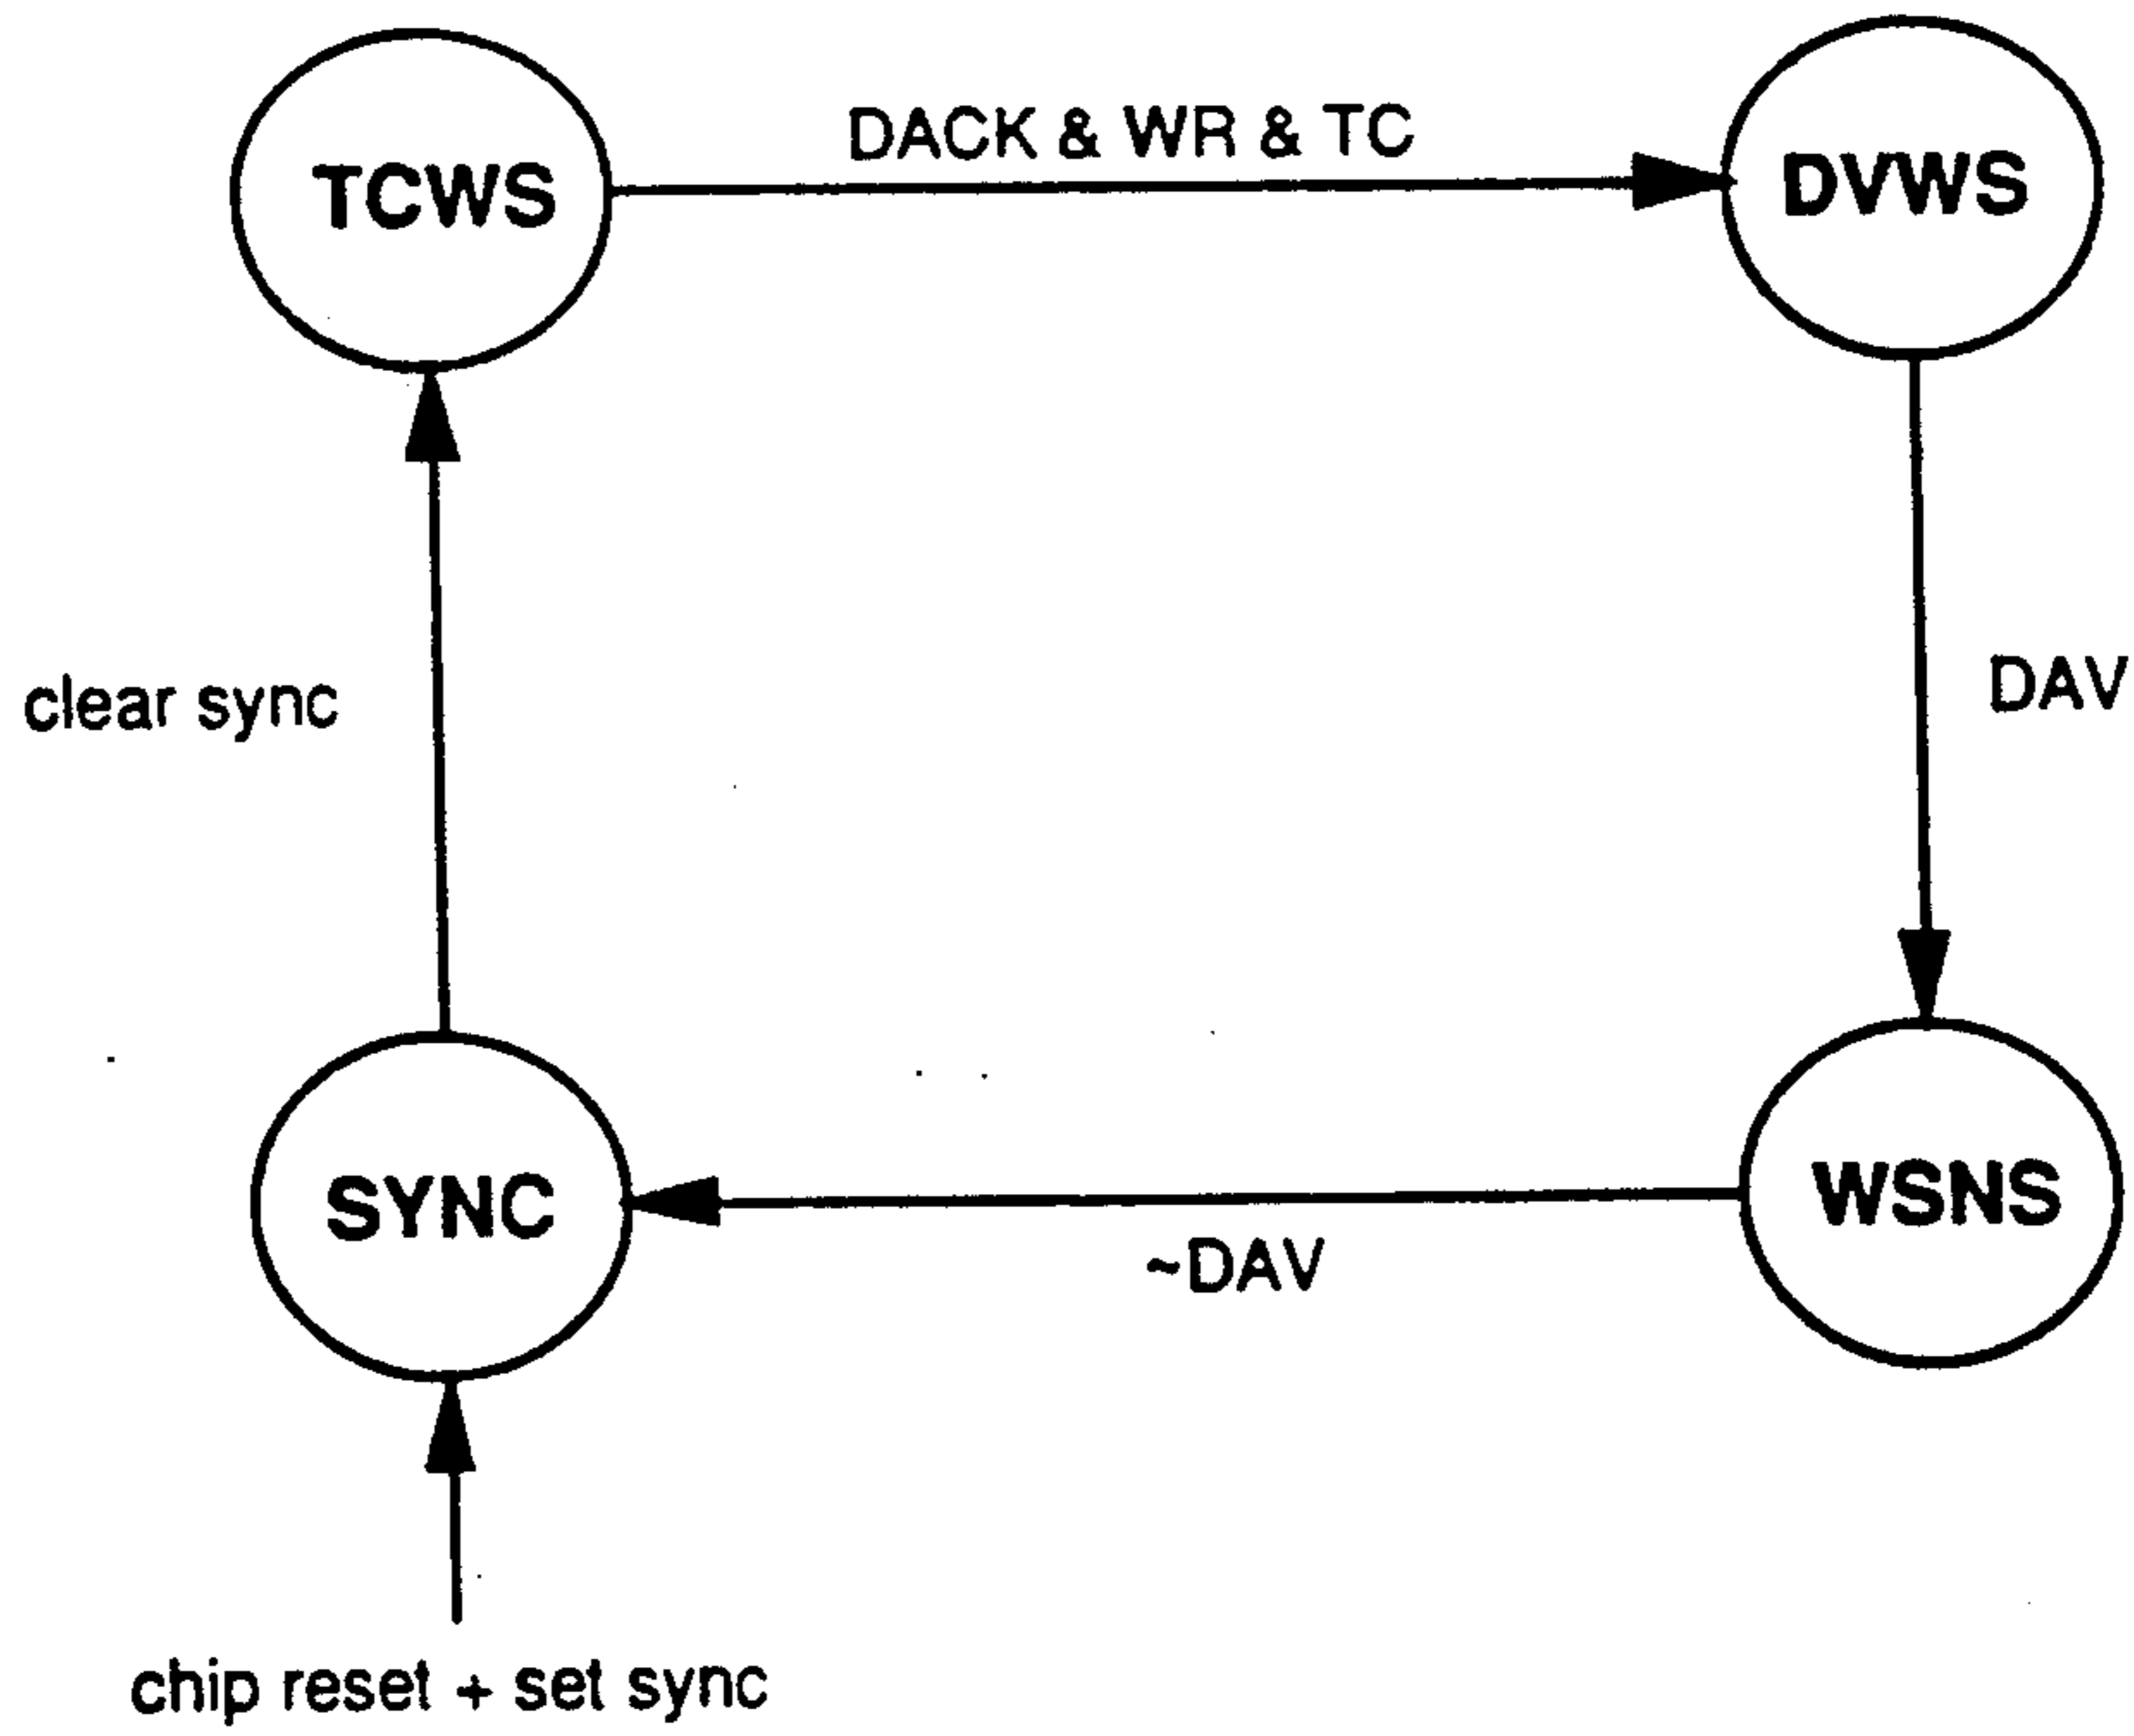 DACK & WR & TC
TCWS
DVWS
clear sync
DAV
SYNC
WSNS
~DAV
chip reset + set sync